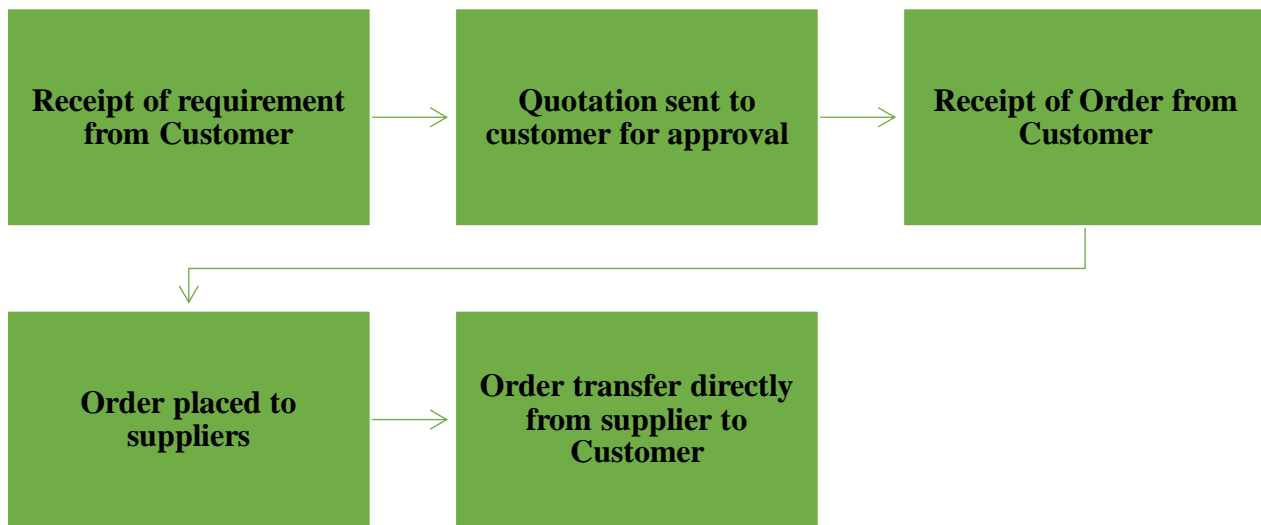 Receipt of requirement
from Customer
Quotation sent to
customer for approval
Receipt of Order from
Customer
Order placed to
suppliers
Order transfer directly
from supplier to
Customer